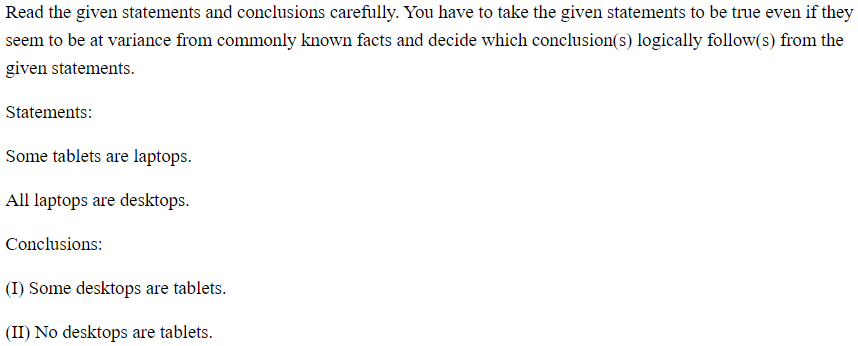 Read the given statements and conclusions carefully. You have to take the given statements to be true even if they
seem to be at variance from commonly known facts and decide which conclusion(s) logically follow(s) from the
given statements.
Statements:
Some tablets are laptops.
All laptops are desktops.
Conclusions:
(I) Some desktops are tablets.
(II) No desktops are tablets.